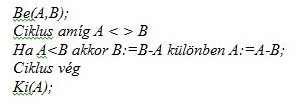 Be(A,B);
Ciklus amíg A < > B
Ha A<B akkor B:=B-A különben A:=A-B;
Ciklus vég
Ki(A);